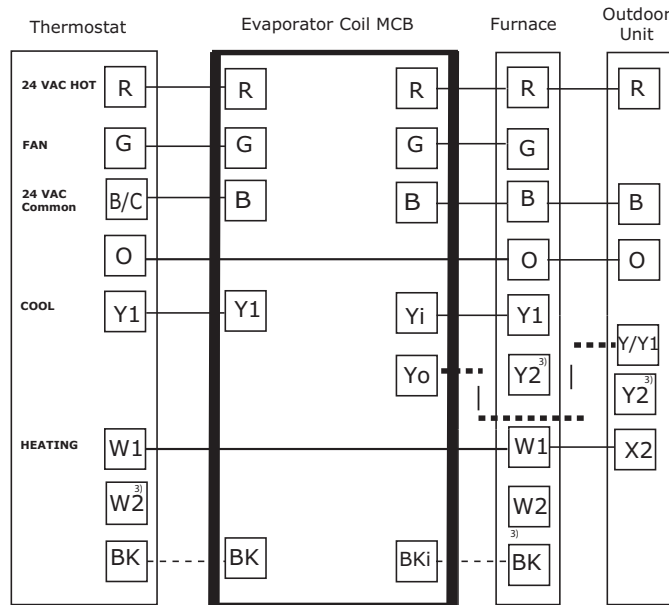 Thermostat Evaporator Coil MCB Furnace Outdoor Unit
24 VAC HOT R R R R R
FAN G G G G
24 VAC Common B/C B B B B
O O O
COOL Y1 Y1 Yi Y1 Y/Y1
Yo Y2 3) Y2 3)
HEATING W1 W1 X2
W2 3) W2
3)
BK BK BKi BK